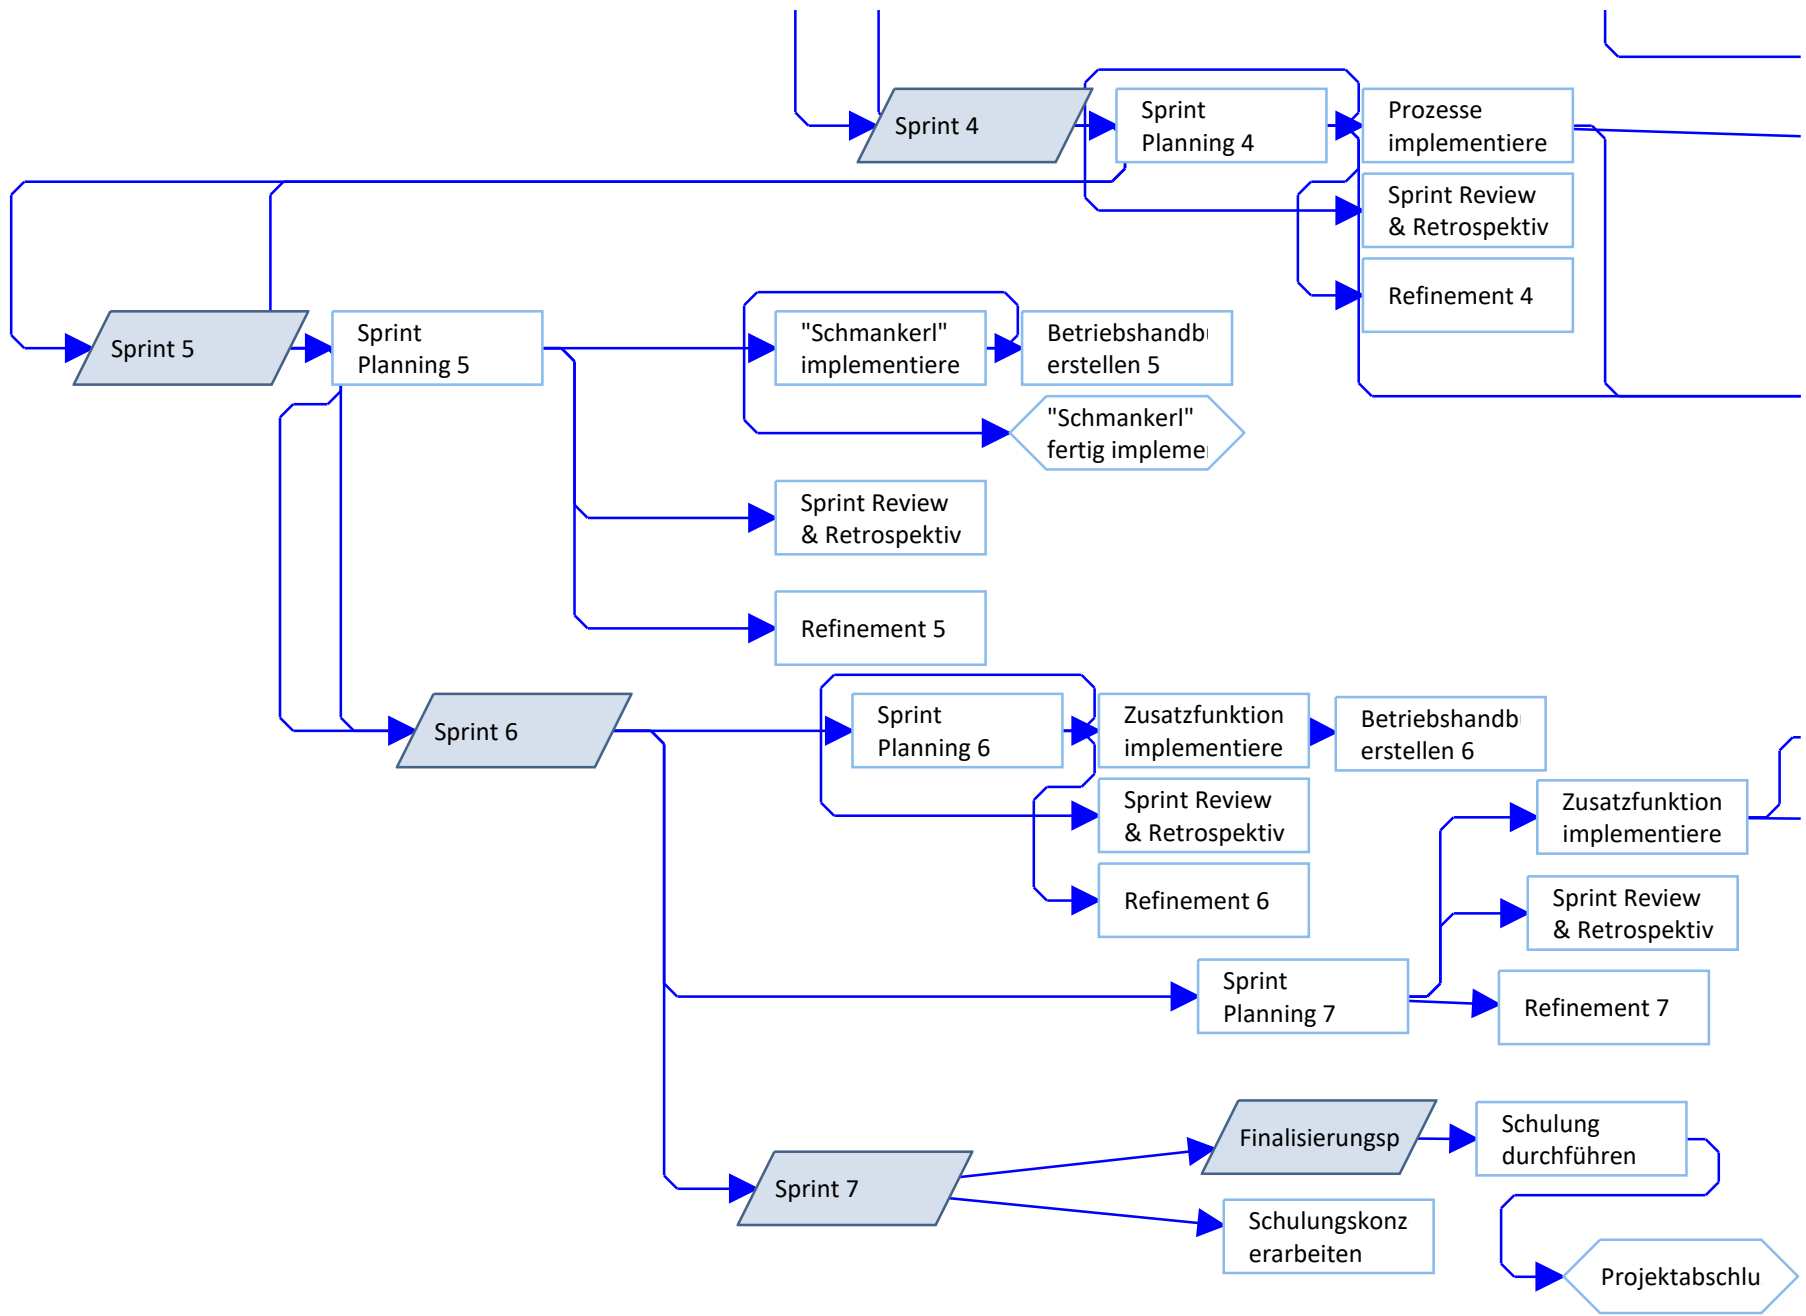 Sprint 4
Sprint
Planning 4
Prozesse
implementiere
Sprint Review
& Retrospektiv
Refinement 4
Sprint 5
Sprint
Planning 5
"Schmankerl"
implementiere
Betriebshandbu
erstellen 5
"Schmankerl"
fertig impleme
Sprint Review
& Retrospektiv
Refinement 5
Sprint 6
Sprint
Planning 6
Zusatzfunktion
implementiere
Betriebshandb
erstellen 6
Sprint Review
& Retrospektiv
Refinement 6
Zusatzfunktion
implementiere
Sprint Review
& Retrospektiv
Sprint
Planning 7
Refinement 7
Sprint 7
Finalisierungsp
Schulung
durchführen
Schulungskonz
erarbeiten
Projektabschlu